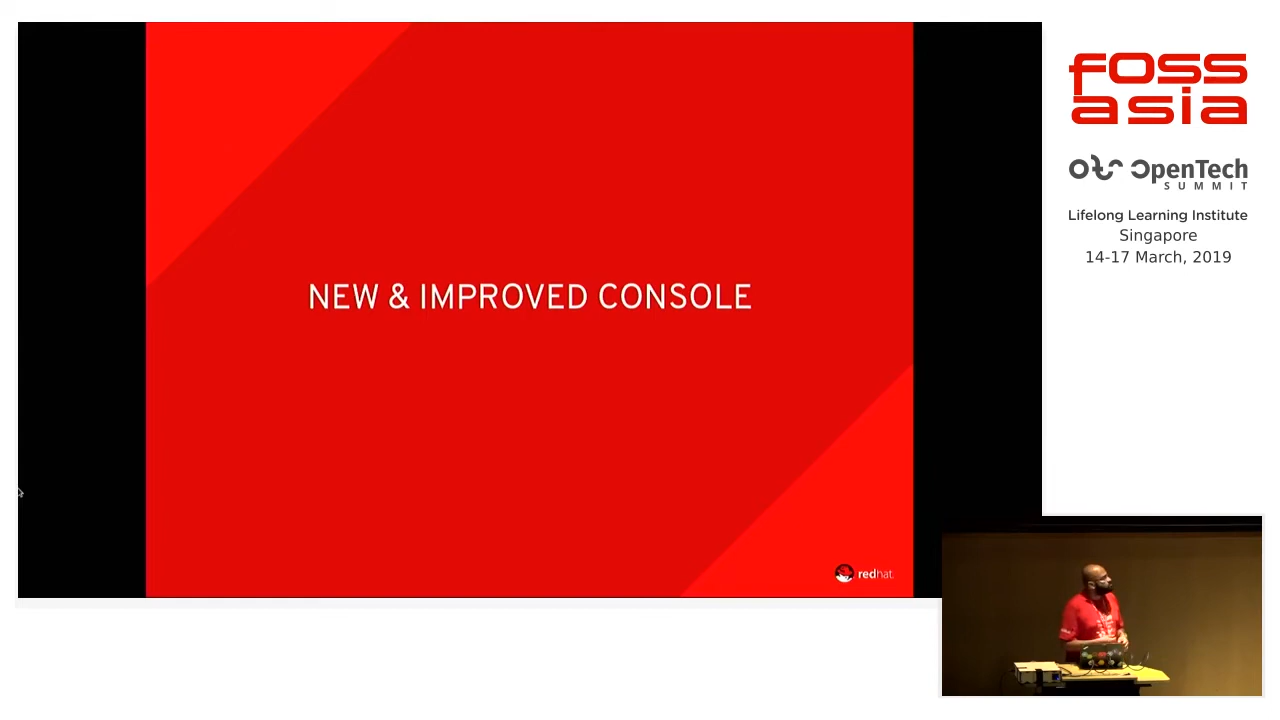 NEW & IMPROVED CONSOLE
redhat
foss
asia
OpenTech
SUMMIT
Lifelong Learning Institute
Singapore
14-17 March, 2019